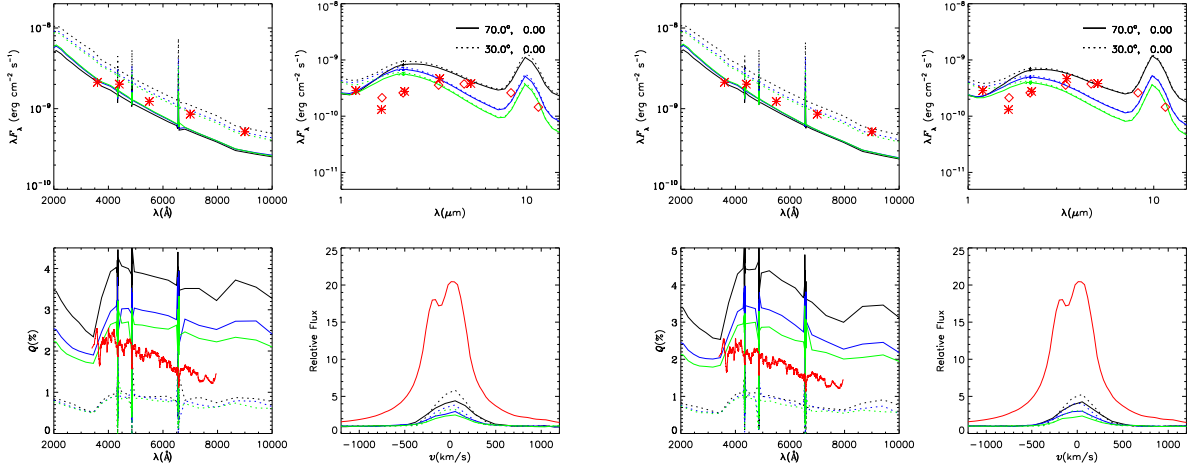 10⁻⁸
10⁻⁹
10⁻¹⁰
λF_λ (erg cm⁻² s⁻¹)
2000 4000 6000 8000 10000
λ(Å)
10⁻⁸
10⁻⁹
10⁻¹⁰
10⁻¹¹
λF_λ (erg cm⁻² s⁻¹)
70.0°, 0.00
30.0°, 0.00
1 10
λ(μm)
10⁻⁸
10⁻⁹
10⁻¹⁰
λF_λ (erg cm⁻² s⁻¹)
2000 4000 6000 8000 10000
λ(Å)
10⁻⁸
10⁻⁹
10⁻¹⁰
10⁻¹¹
λF_λ (erg cm⁻² s⁻¹)
70.0°, 0.00
30.0°, 0.00
1 10
λ(μm)
4
3
2
1
0
Q(%)
2000 4000 6000 8000 10000
λ(Å)
25
20
15
10
5
0
Relative Flux
-1000 -500 0 500 1000
v(km/s)
5
4
3
2
1
0
Q(%)
2000 4000 6000 8000 10000
λ(Å)
25
20
15
10
5
0
Relative Flux
-1000 -500 0 500 1000
v(km/s)